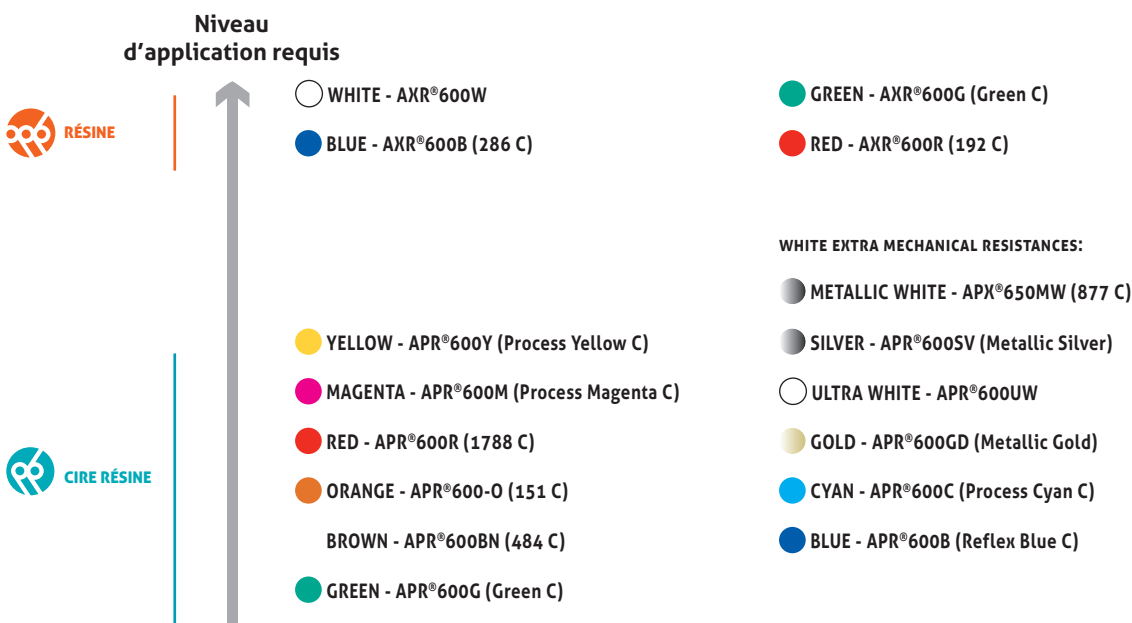 Niveau
d'application requis
RÉSINE
WHITE - AXR®600W
BLUE - AXR®600B (286 C)
GREEN - AXR®600G (Green C)
RED - AXR®600R (192 C)
WHITE EXTRA MECHANICAL RESISTANCES:
METALLIC WHITE - APX®650MW (877 C)
CIRE RÉSINE
YELLOW - APR®600Y (Process Yellow C)
MAGENTA - APR®600M (Process Magenta C)
RED - APR®600R (1788 C)
ORANGE - APR®600-O (151 C)
BROWN - APR®600BN (484 C)
GREEN - APR®600G (Green C)
SILVER - APR®600SV (Metallic Silver)
ULTRA WHITE - APR®600UW
GOLD - APR®600GD (Metallic Gold)
CYAN - APR®600C (Process Cyan C)
BLUE - APR®600B (Reflex Blue C)